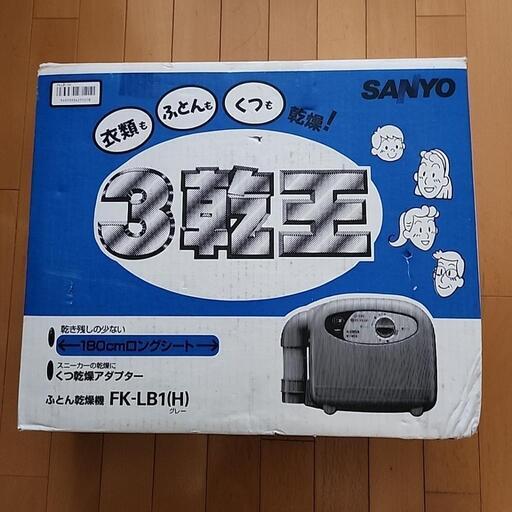 SANYO
衣類も
ふとんも
くつも
乾燥!
3乾王
乾き残しの少ない
180cmロングシート
スニーカーの乾燥に
くつ乾燥アダプター
ふとん乾燥機 FK-LB1(H)
グレー